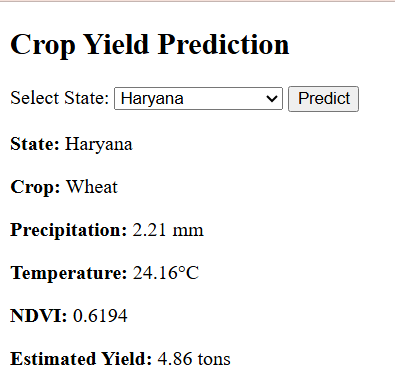 Crop Yield Prediction
Select State: Haryana Predict
State: Haryana
Crop: Wheat
Precipitation: 2.21 mm
Temperature: 24.16°C
NDVI: 0.6194
Estimated Yield: 4.86 tons